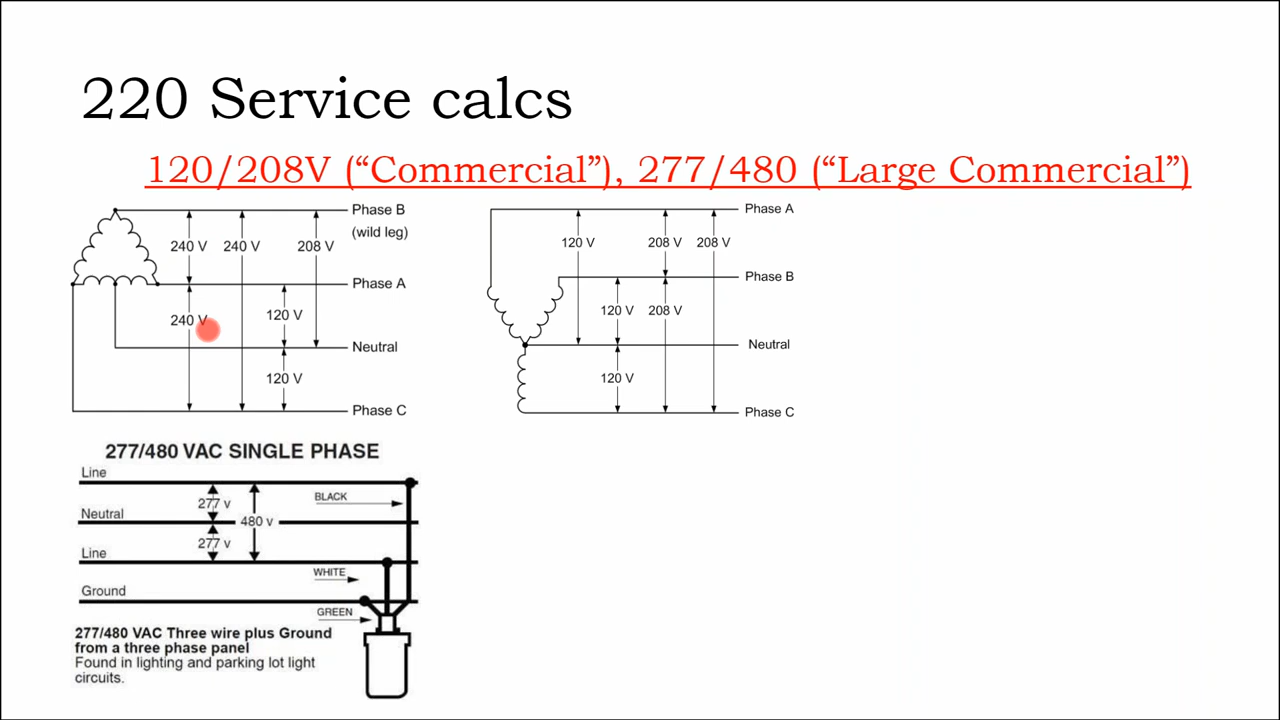 220 Service calcs
120/208V (“Commercial”), 277/480 (“Large Commercial”)
Phase B
(wild leg)
240 V 240 V 208 V
Phase A
240 V 120 V
Neutral
120 V
Phase C
Phase A
120 V 208 V 208 V
Phase B
120 V 208 V
Neutral
120 V
Phase C
277/480 VAC SINGLE PHASE
Line
277 v
BLACK
Neutral
480 v
277 v
Line
WHITE
Ground
GREEN
277/480 VAC Three wire plus Ground
from a three phase panel
Found in lighting and parking lot light
circuits.